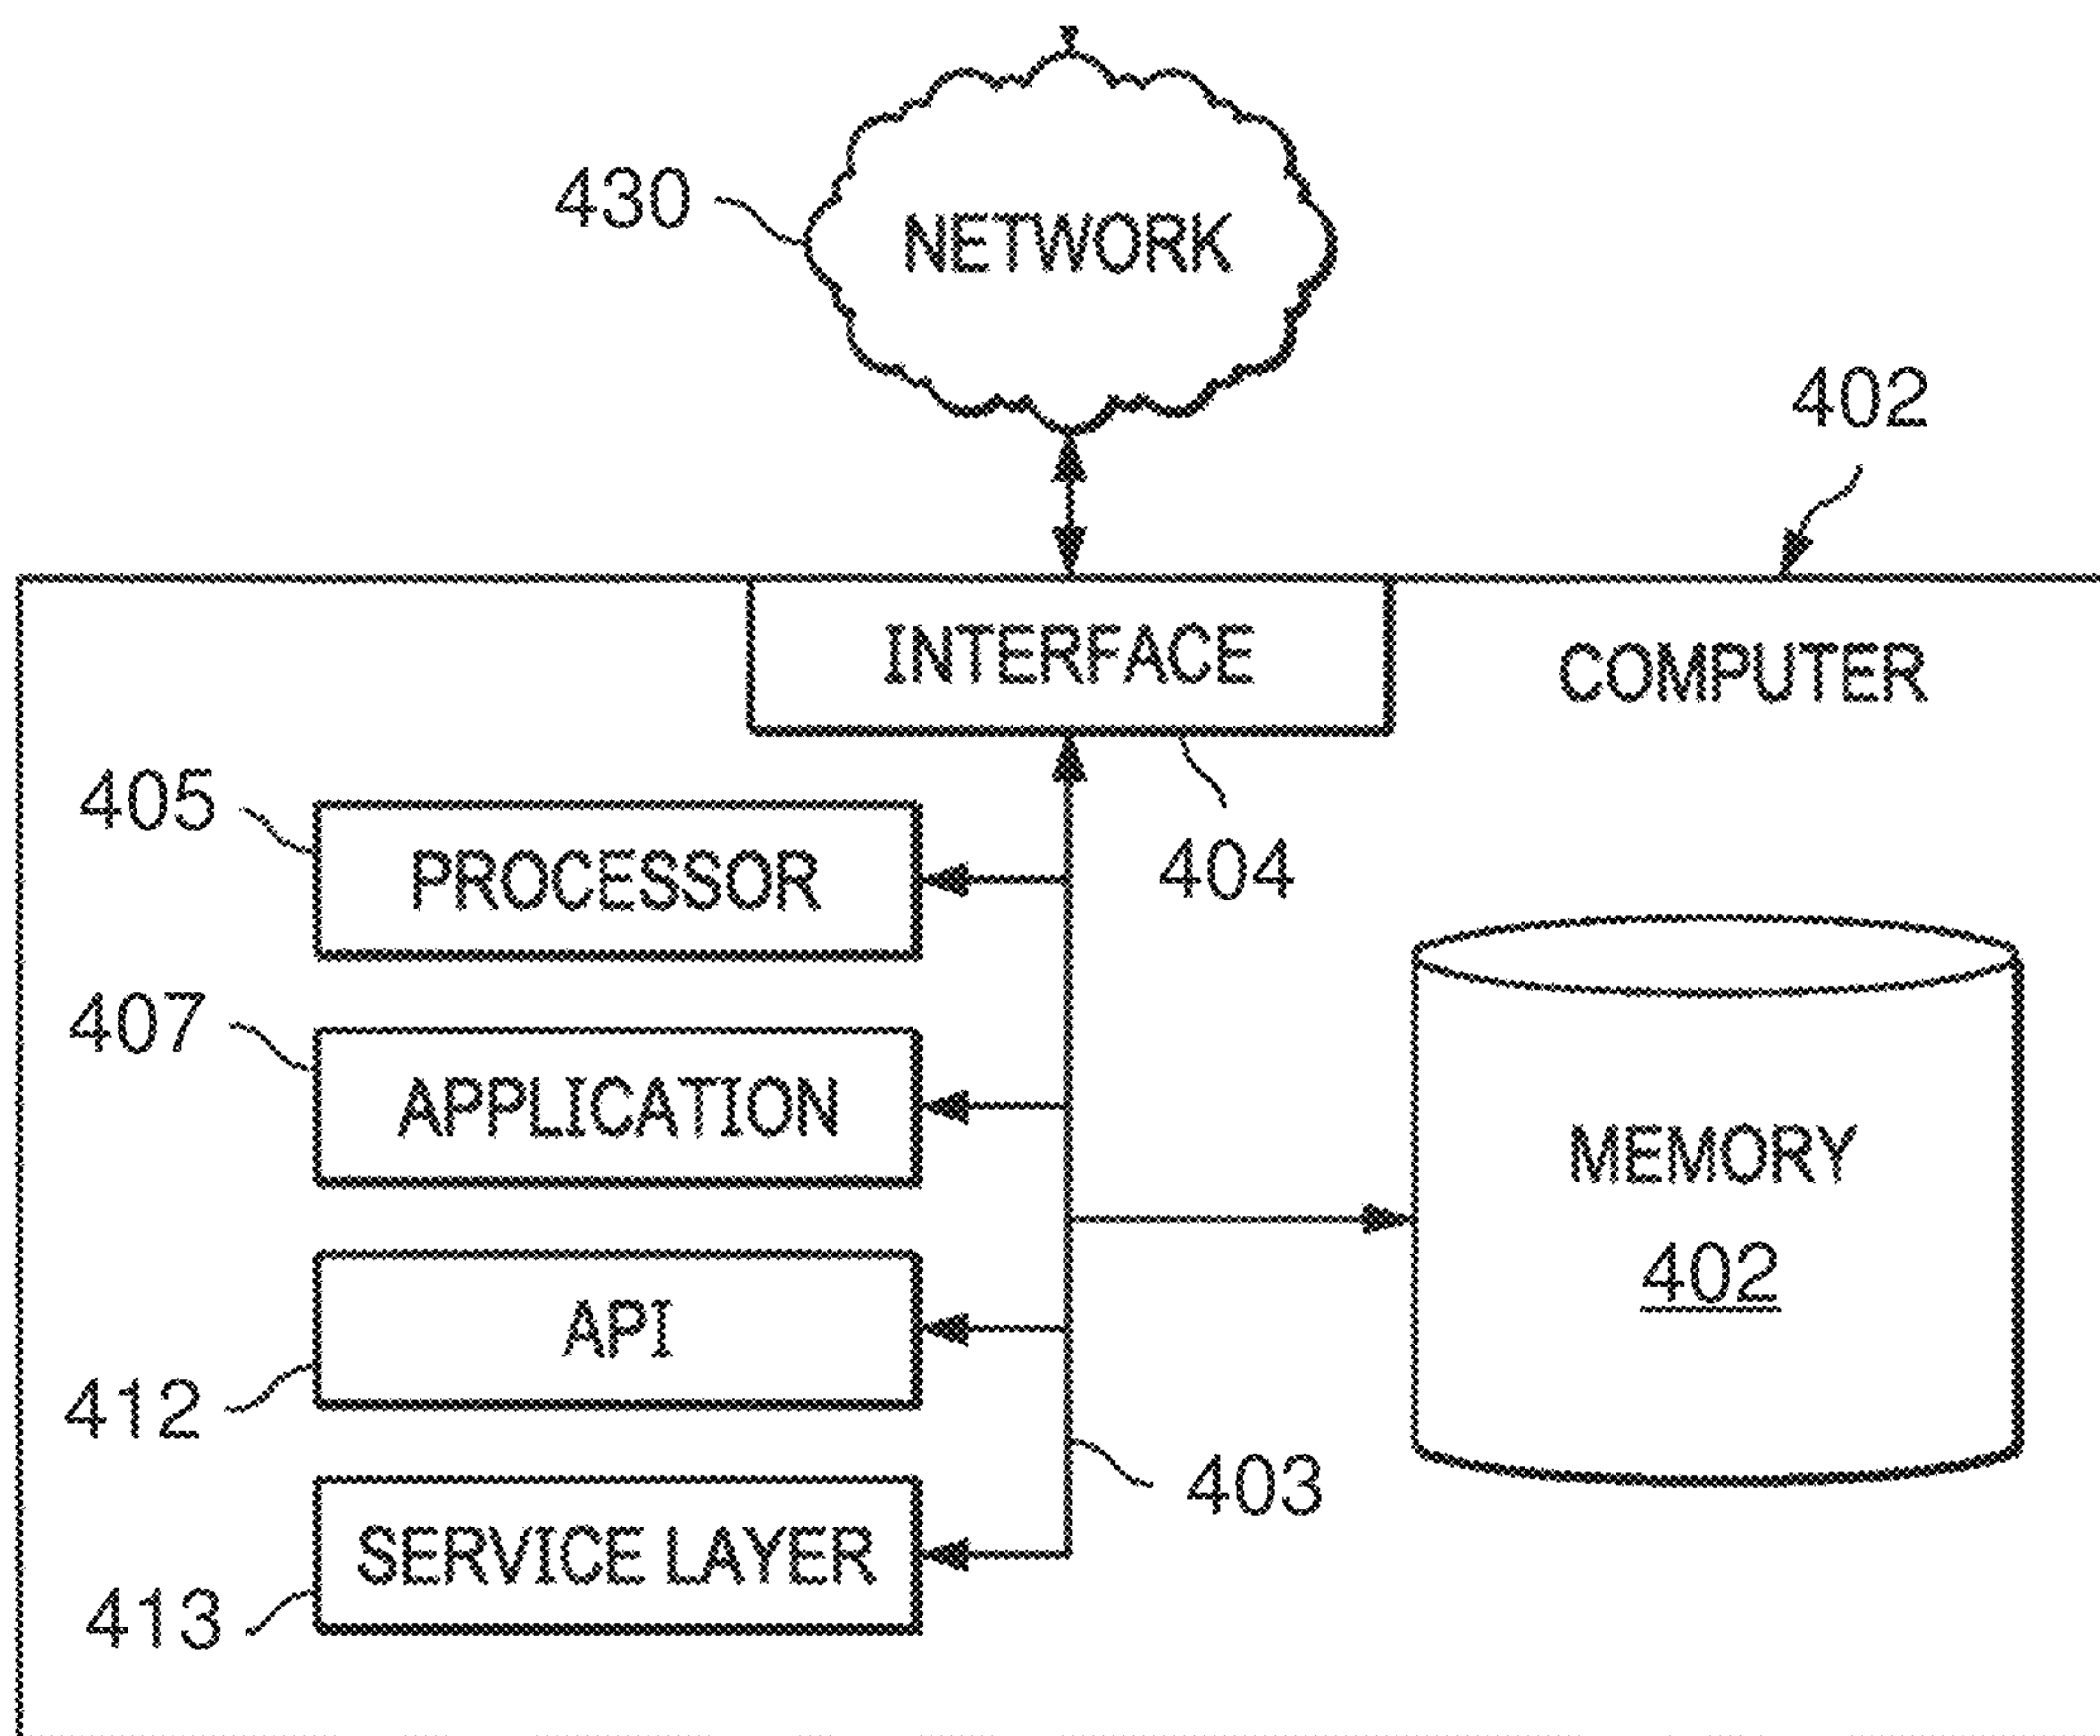 430
NETWORK
402
INTERFACE
COMPUTER
405
PROCESSOR
404
407
APPLICATION
MEMORY
402
API
412
403
SERVICE LAYER
413